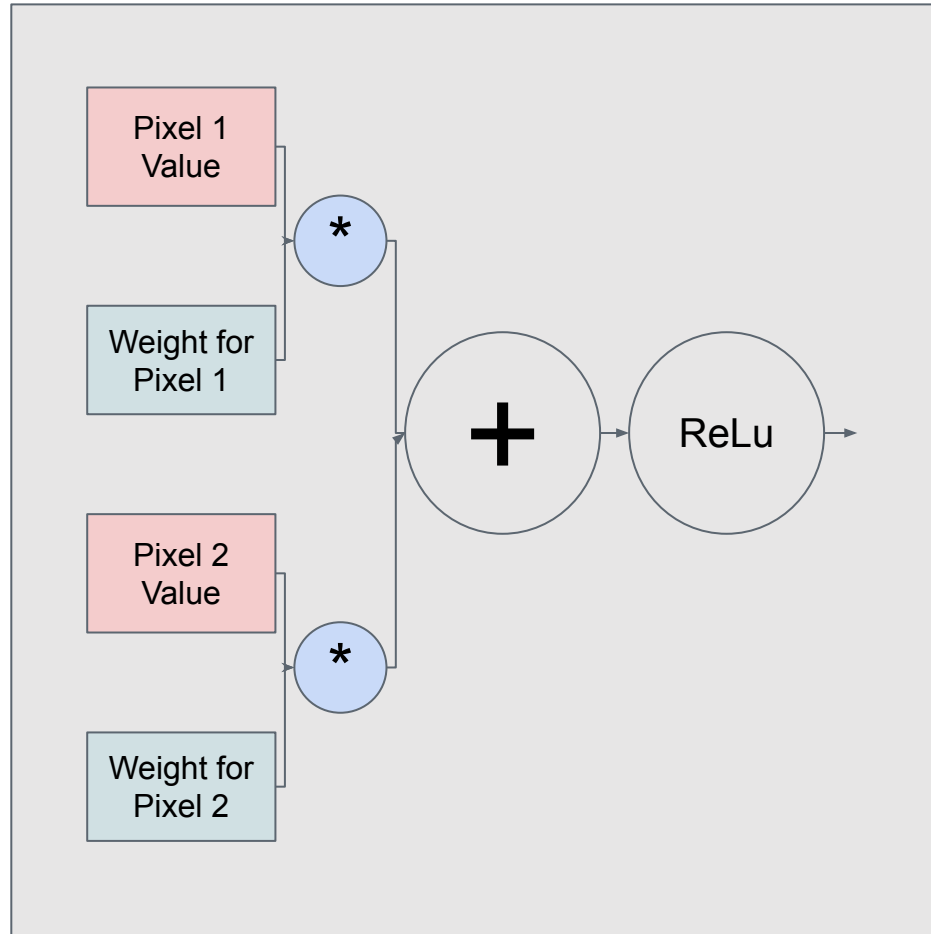 Pixel 1
Value
*
Weight for
Pixel 1
+
ReLu
Pixel 2
Value
*
Weight for
Pixel 2